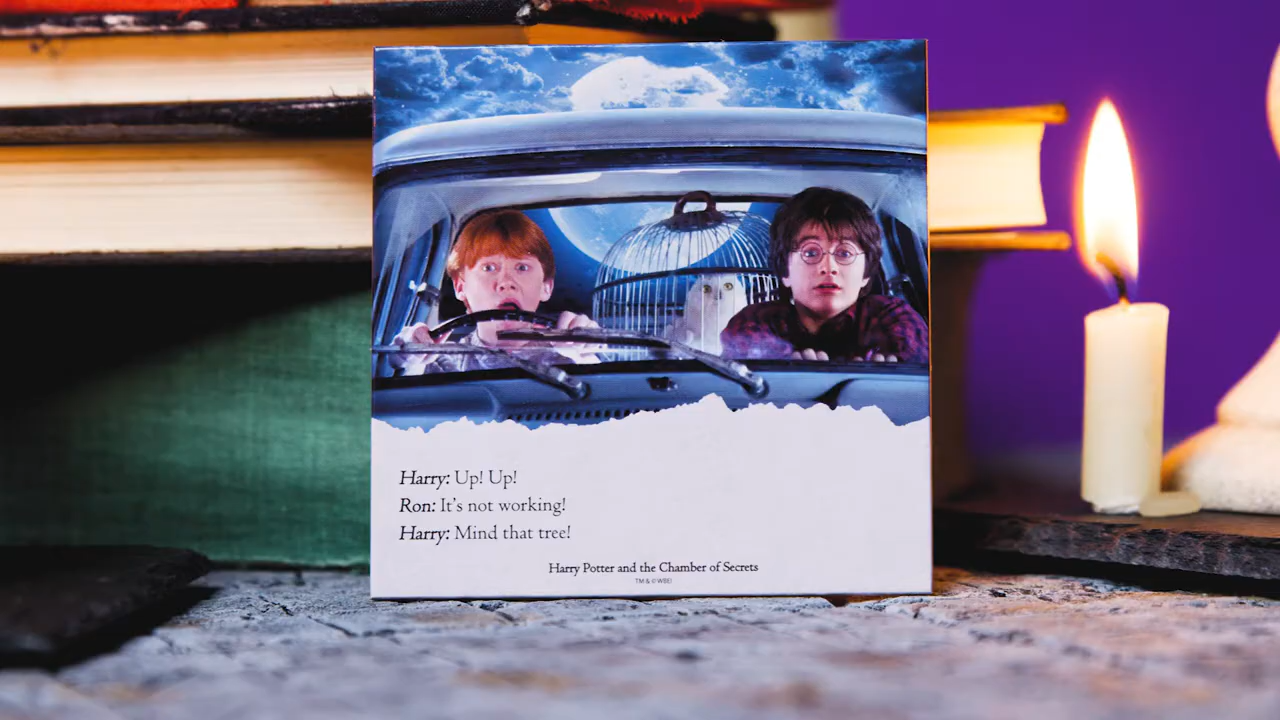 Harry: Up! Up!
Ron: It's not working!
Harry: Mind that tree!
Harry Potter and the Chamber of Secrets
TM & © WBEI